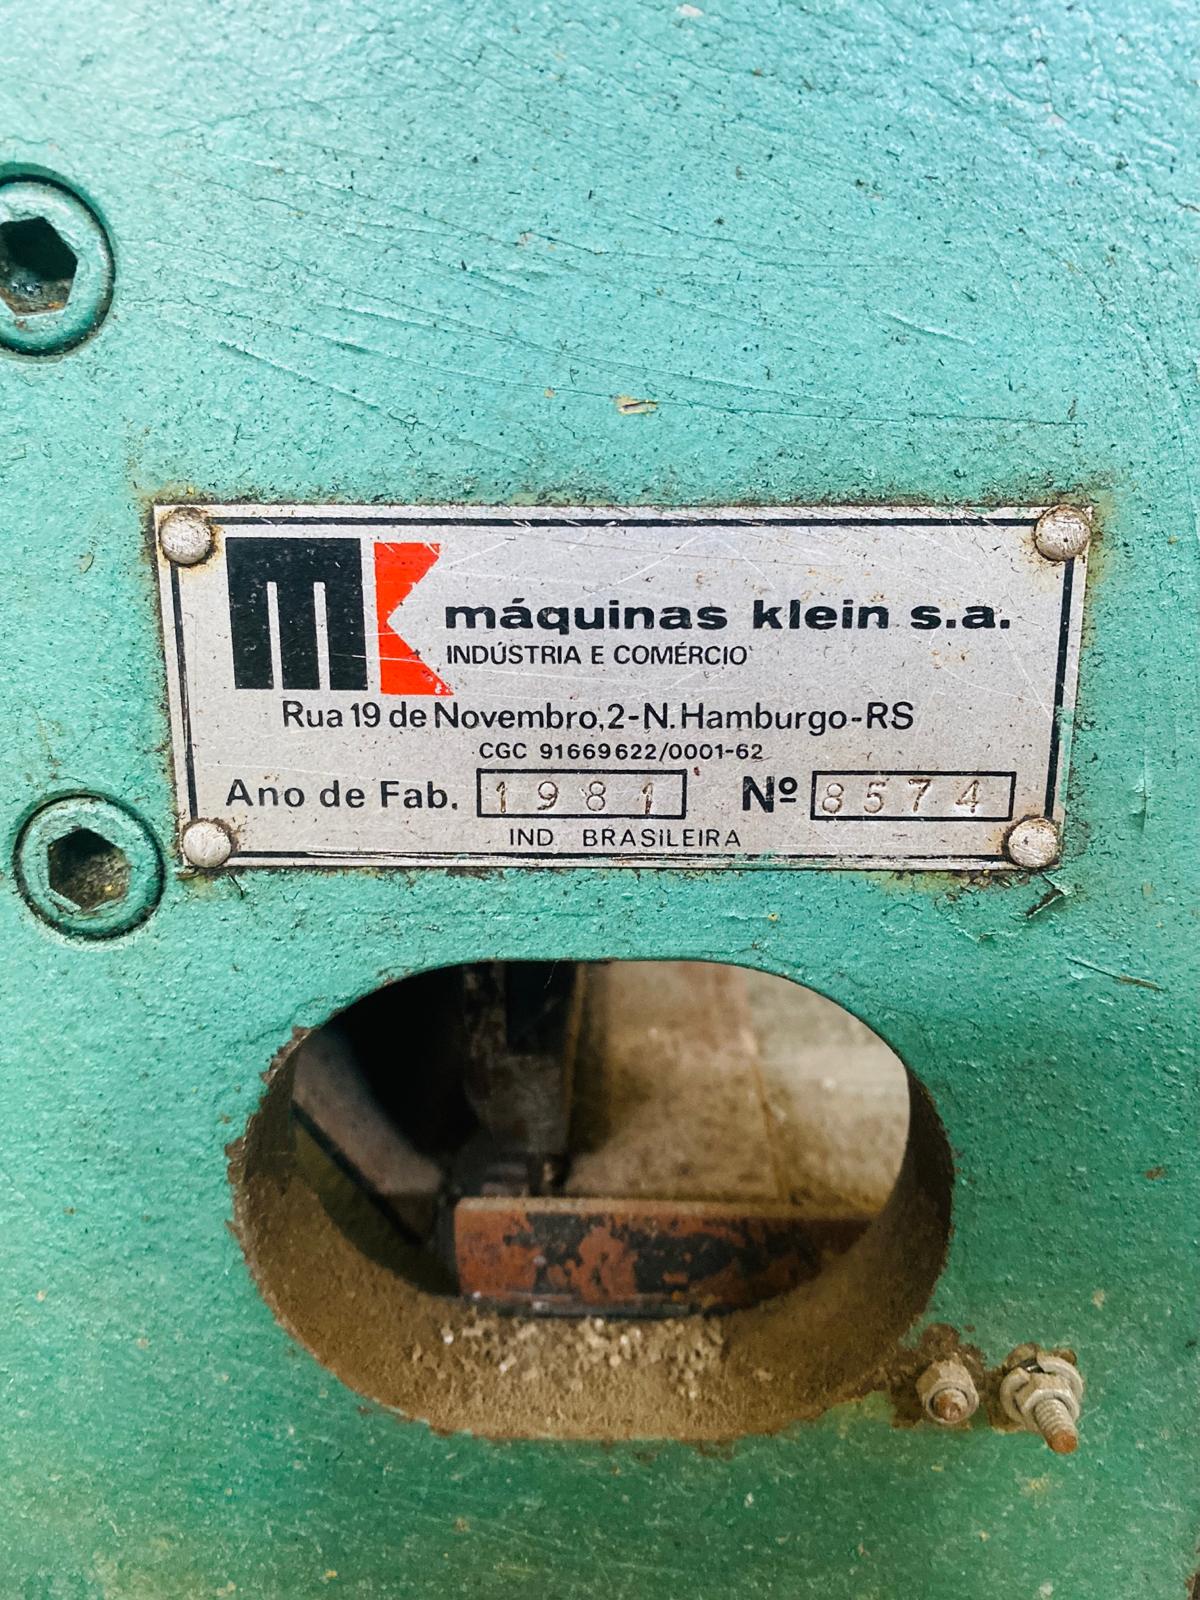 mK
máquinas klein s.a.
INDÚSTRIA E COMÉRCIO
Rua 19 de Novembro,2-N.Hamburgo-RS
CGC 91669622/0001-62
Ano de Fab. 1981 Nº 8574
IND BRASILEIRA